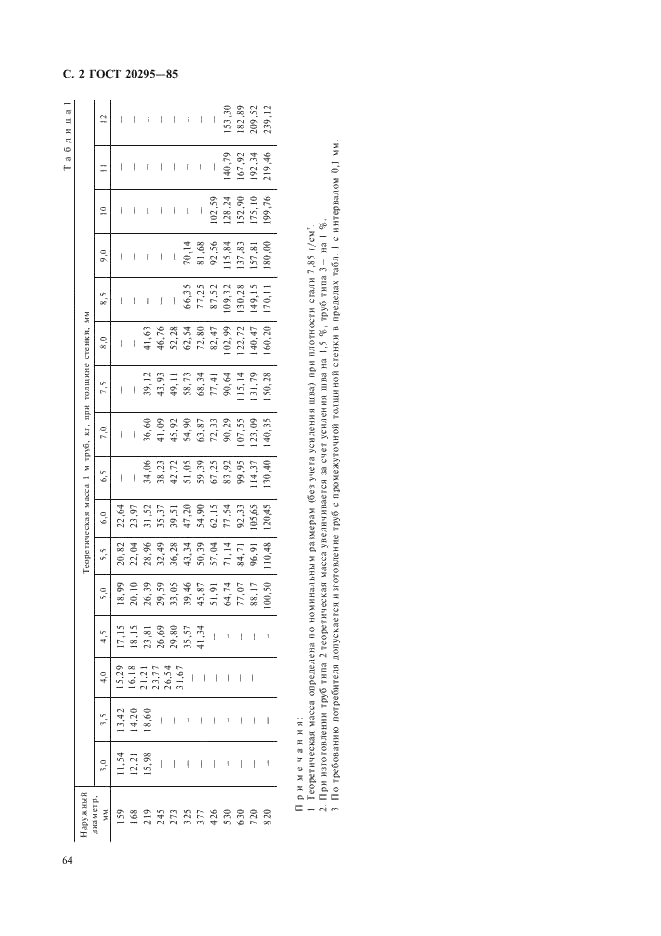 С. 2 ГОСТ 20295—85
Таблица 1
Наружный диаметр, мм | Теоретическая масса 1 м труб, кг, при толщине стенки, мм
3,0 | 3,5 | 4,0 | 4,5 | 5,0 | 5,5 | 6,0 | 6,5 | 7,0 | 7,5 | 8,0 | 8,5 | 9,0 | 10 | 11 | 12
159 | 11,54 | 13,42 | 15,29 | 17,15 | 18,99 | 20,82 | 22,64 | — | — | — | — | — | — | — | — | —
168 | 12,21 | 14,20 | 16,18 | 18,15 | 20,10 | 22,04 | 23,97 | — | — | — | — | — | — | — | — | —
219 | 15,98 | 18,60 | 21,21 | 23,81 | 26,39 | 28,96 | 31,52 | 34,06 | 36,60 | 39,12 | 41,63 | — | — | — | — | —
245 | — | — | 23,77 | 26,69 | 29,59 | 32,49 | 35,37 | 38,23 | 41,09 | 43,93 | 46,76 | — | — | — | — | —
273 | — | — | 26,54 | 29,80 | 33,05 | 36,28 | 39,51 | 42,72 | 45,92 | 49,11 | 52,28 | — | — | — | — | —
325 | — | — | 31,67 | 35,57 | 39,46 | 43,34 | 47,20 | 51,05 | 54,90 | 58,73 | 62,54 | 66,35 | 70,14 | — | — | —
377 | — | — | — | 41,34 | 45,87 | 50,39 | 54,90 | 59,39 | 63,87 | 68,34 | 72,80 | 77,25 | 81,68 | — | — | —
426 | — | — | — | — | 51,91 | 57,04 | 62,15 | 67,25 | 72,33 | 77,41 | 82,47 | 87,52 | 92,56 | 102,59 | — | —
530 | — | — | — | — | 64,74 | 71,14 | 77,54 | 83,92 | 90,29 | 90,64 | 102,99 | 109,32 | 115,84 | 128,24 | 140,79 | 153,30
630 | — | — | — | — | 77,07 | 84,71 | 92,33 | 99,95 | 107,55 | 115,14 | 122,72 | 130,28 | 137,83 | 152,90 | 167,92 | 182,89
720 | — | — | — | — | 88,17 | 96,91 | 105,65 | 114,37 | 123,09 | 131,79 | 140,47 | 149,15 | 157,81 | 175,10 | 192,34 | 209,52
820 | — | — | — | — | 100,50 | 110,48 | 120,45 | 130,40 | 140,35 | 150,28 | 160,20 | 170,11 | 180,00 | 199,76 | 219,46 | 239,12
Примечания:
1 Теоретическая масса определена по номинальным размерам (без учета усиления шва) при плотности стали 7,85 г/см³.
2. При изготовлении труб типа 2 теоретическая масса увеличивается за счет усиления шва на 1,5 %, труб типа 3 — на 1 %.
3 По требованию потребителя допускается изготовление труб с промежуточной толщиной стенки в пределах табл. 1 с интервалом 0,1 мм.
64